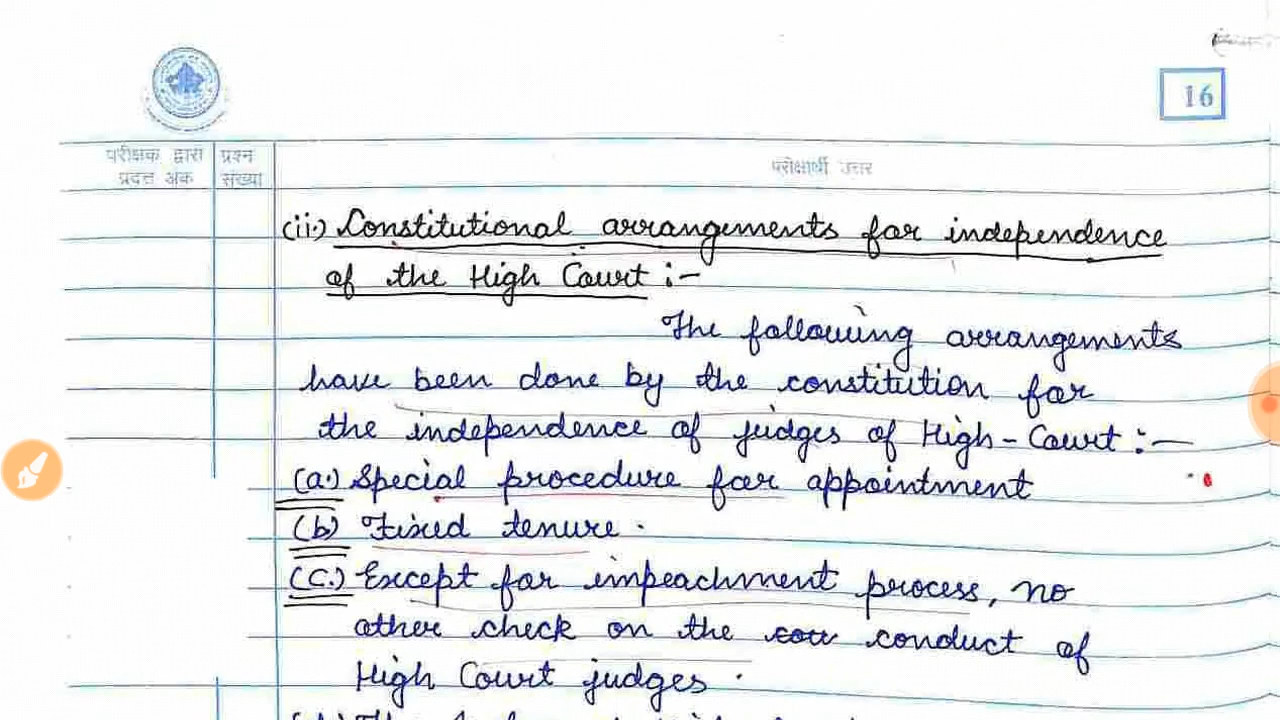 16
परीक्षक द्वारा प्रश्न
प्रदत्त अंक संख्या
परीक्षार्थी उत्तर
(ii.) Constitutional arrangements for independence
of the High Court :-
The following arrangements
have been done by the constitution for
the independence of judges of High-Court :-
(a.) Special procedure for appointment
(b.) Fixed tenure.
(c.) Except for impeachment process, no
other check on the conduct of
High Court judges.